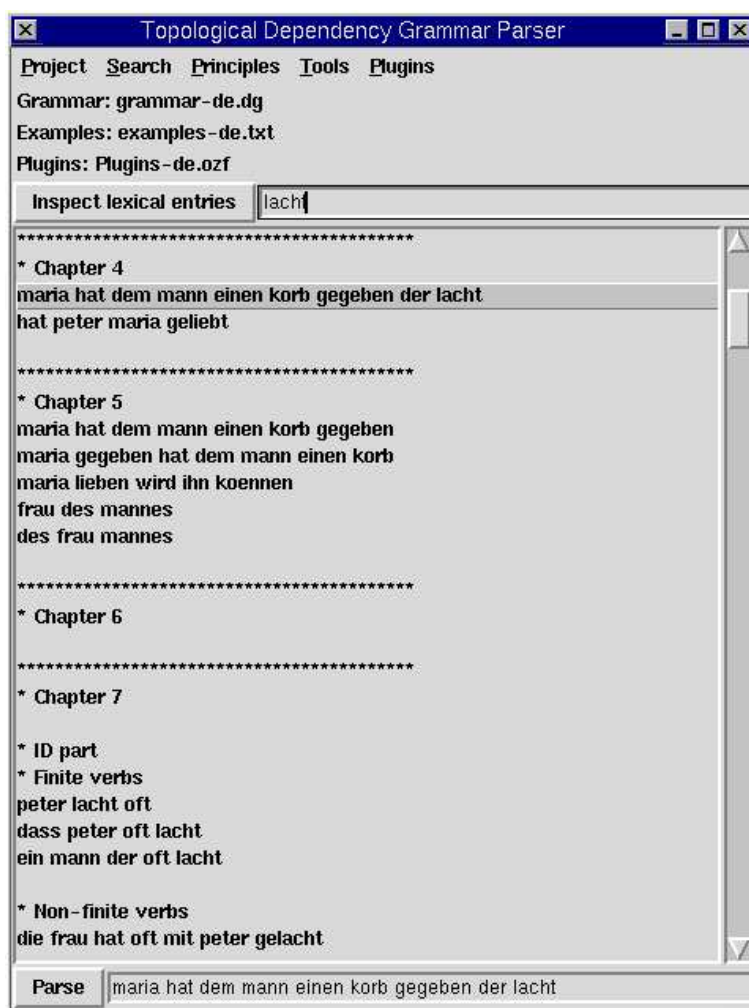 Topological Dependency Grammar Parser
Project Search Principles Tools Plugins
Grammar: grammar-de.dg
Examples: examples-de.txt
Plugins: Plugins-de.ozf
Inspect lexical entries lacht
******************************************
* Chapter 4
maria hat dem mann einen korb gegeben der lacht
hat peter maria geliebt
******************************************
* Chapter 5
maria hat dem mann einen korb gegeben
maria gegeben hat dem mann einen korb
maria lieben wird ihn koennen
frau des mannes
des frau mannes
******************************************
* Chapter 6
******************************************
* Chapter 7
* ID part
* Finite verbs
peter lacht oft
dass peter oft lacht
ein mann der oft lacht
* Non-finite verbs
die frau hat oft mit peter gelacht
Parse maria hat dem mann einen korb gegeben der lacht